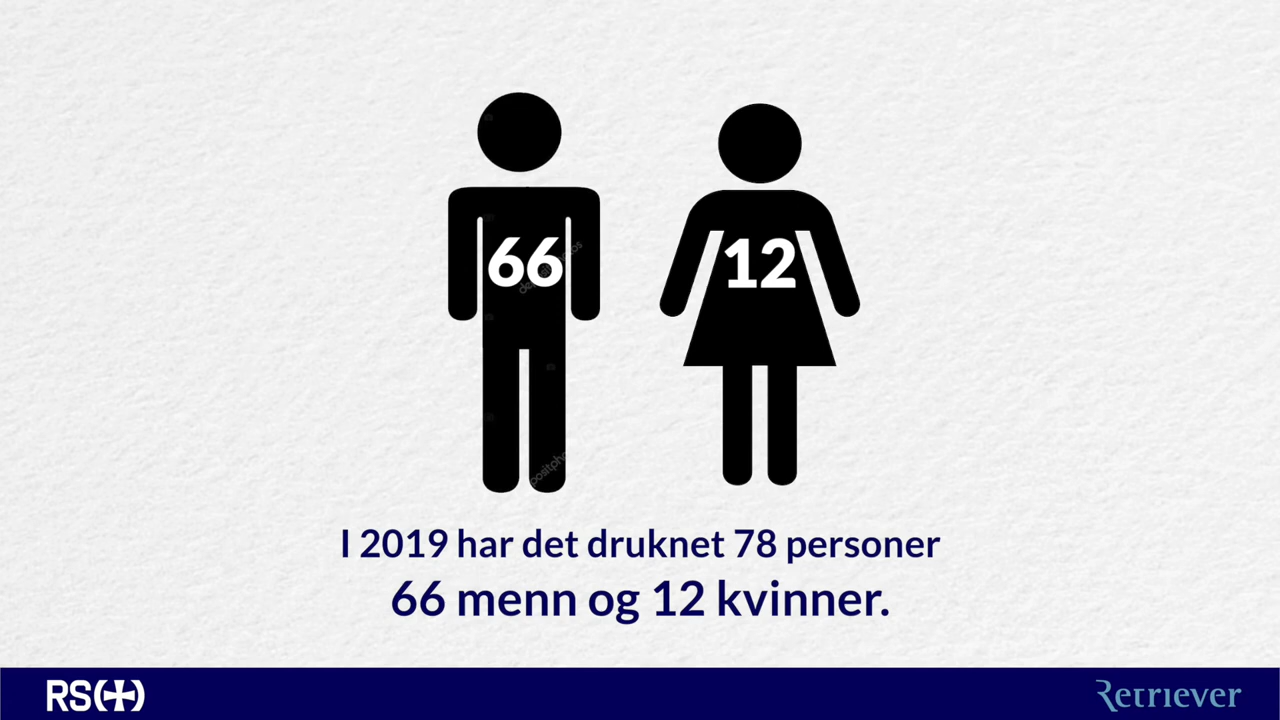 66
12
I 2019 har det druknet 78 personer
66 menn og 12 kvinner.
RS
Retriever